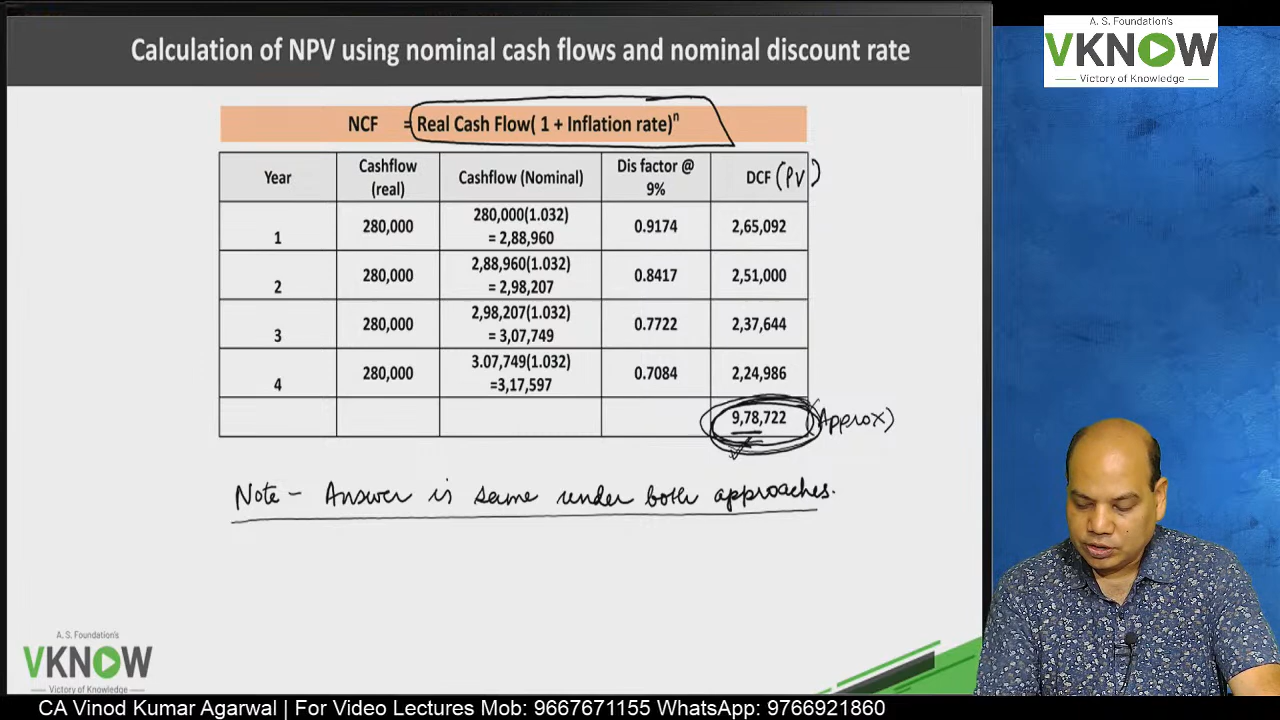 Calculation of NPV using nominal cash flows and nominal discount rate
A. S. Foundation's
VKNOW
Victory of Knowledge
NCF = Real Cash Flow( 1 + Inflation rate)n
Year
Cashflow
(real)
Cashflow (Nominal)
Dis factor @
9%
DCF (PV)
1
280,000
280,000(1.032)
= 2,88,960
0.9174
2,65,092
2
280,000
2,88,960(1.032)
= 2,98,207
0.8417
2,51,000
3
280,000
2,98,207(1.032)
= 3,07,749
0.7722
2,37,644
4
280,000
3.07,749(1.032)
=3,17,597
0.7084
2,24,986
9,78,722 (Approx)
Note - Answer is same under both approaches.
A. S. Foundation's
VKNOW
Victory of Knowledge
CA Vinod Kumar Agarwal | For Video Lectures Mob: 9667671155 WhatsApp: 9766921860